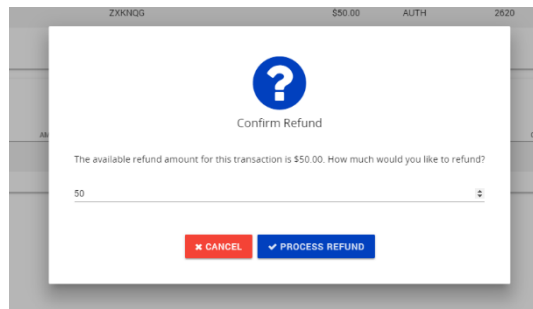 ZXKNQG $50.00 AUTH 2620
?
Confirm Refund
AM
The available refund amount for this transaction is $50.00. How much would you like to refund?
50
✖ CANCEL ✔ PROCESS REFUND